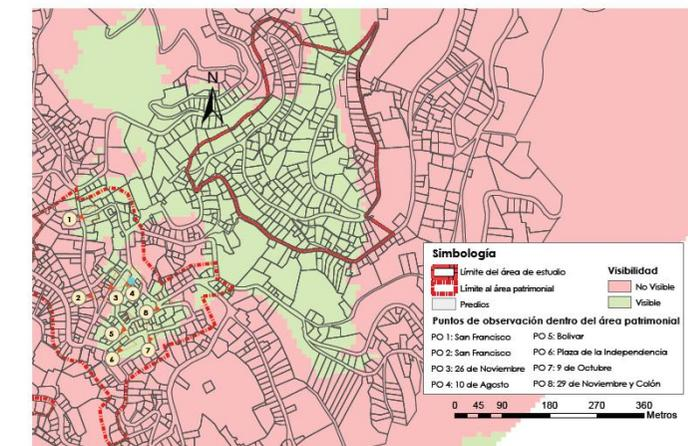 N
1
2
3
4
8
5
7
6
Simbología
Límite del área de estudio
Límite al área patrimonial
Predios
Visibilidad
No Visible
Visible
Puntos de observación dentro del área patrimonial
PO 1: San Francisco
PO 2: San Francisco
PO 3: 26 de Noviembre
PO 4: 10 de Agosto
PO 5: Bolivar
PO 6: Plaza de la Independencia
PO 7: 9 de Octubre
PO 8: 29 de Noviembre y Colón
0 45 90 180 270 360
Metros